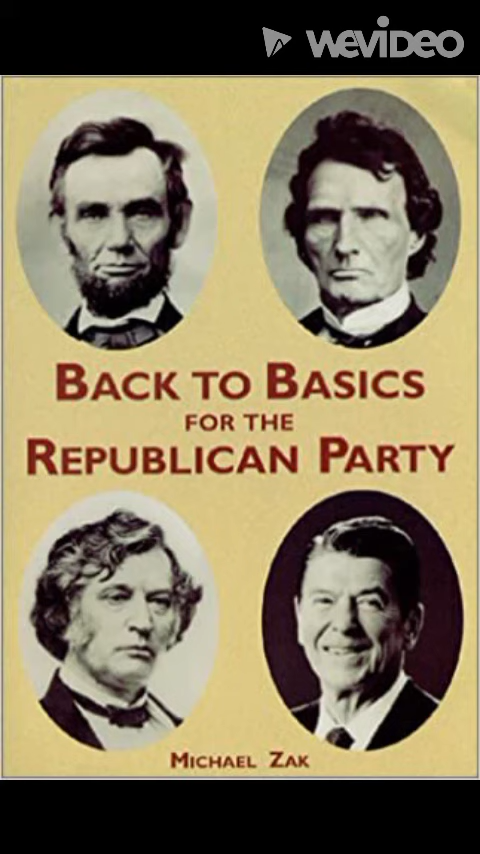 WEVIDEO
BACK TO BASICS
FOR THE
REPUBLICAN PARTY
MICHAEL ZAK